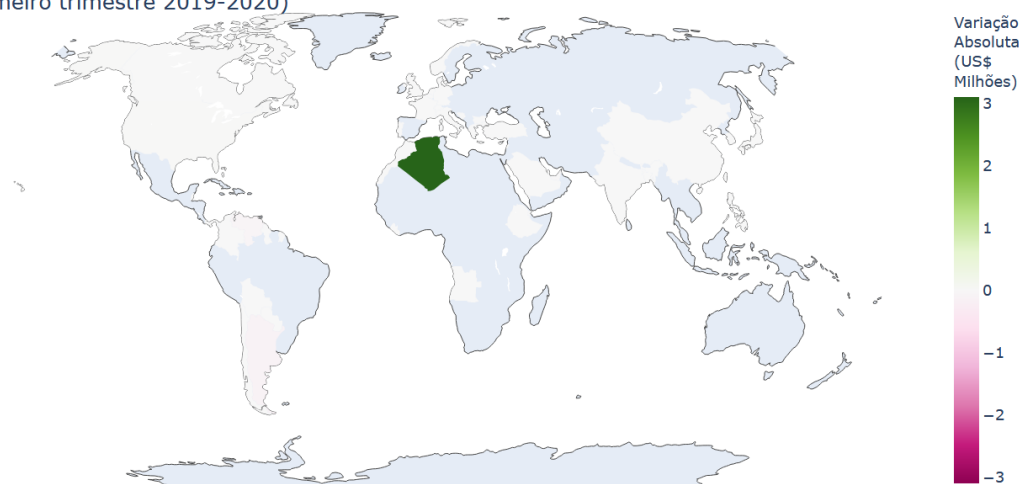 neiro trimestre 2019-2020)
Variação
Absoluta
(US$
Milhões)
3
2
1
0
−1
−2
−3